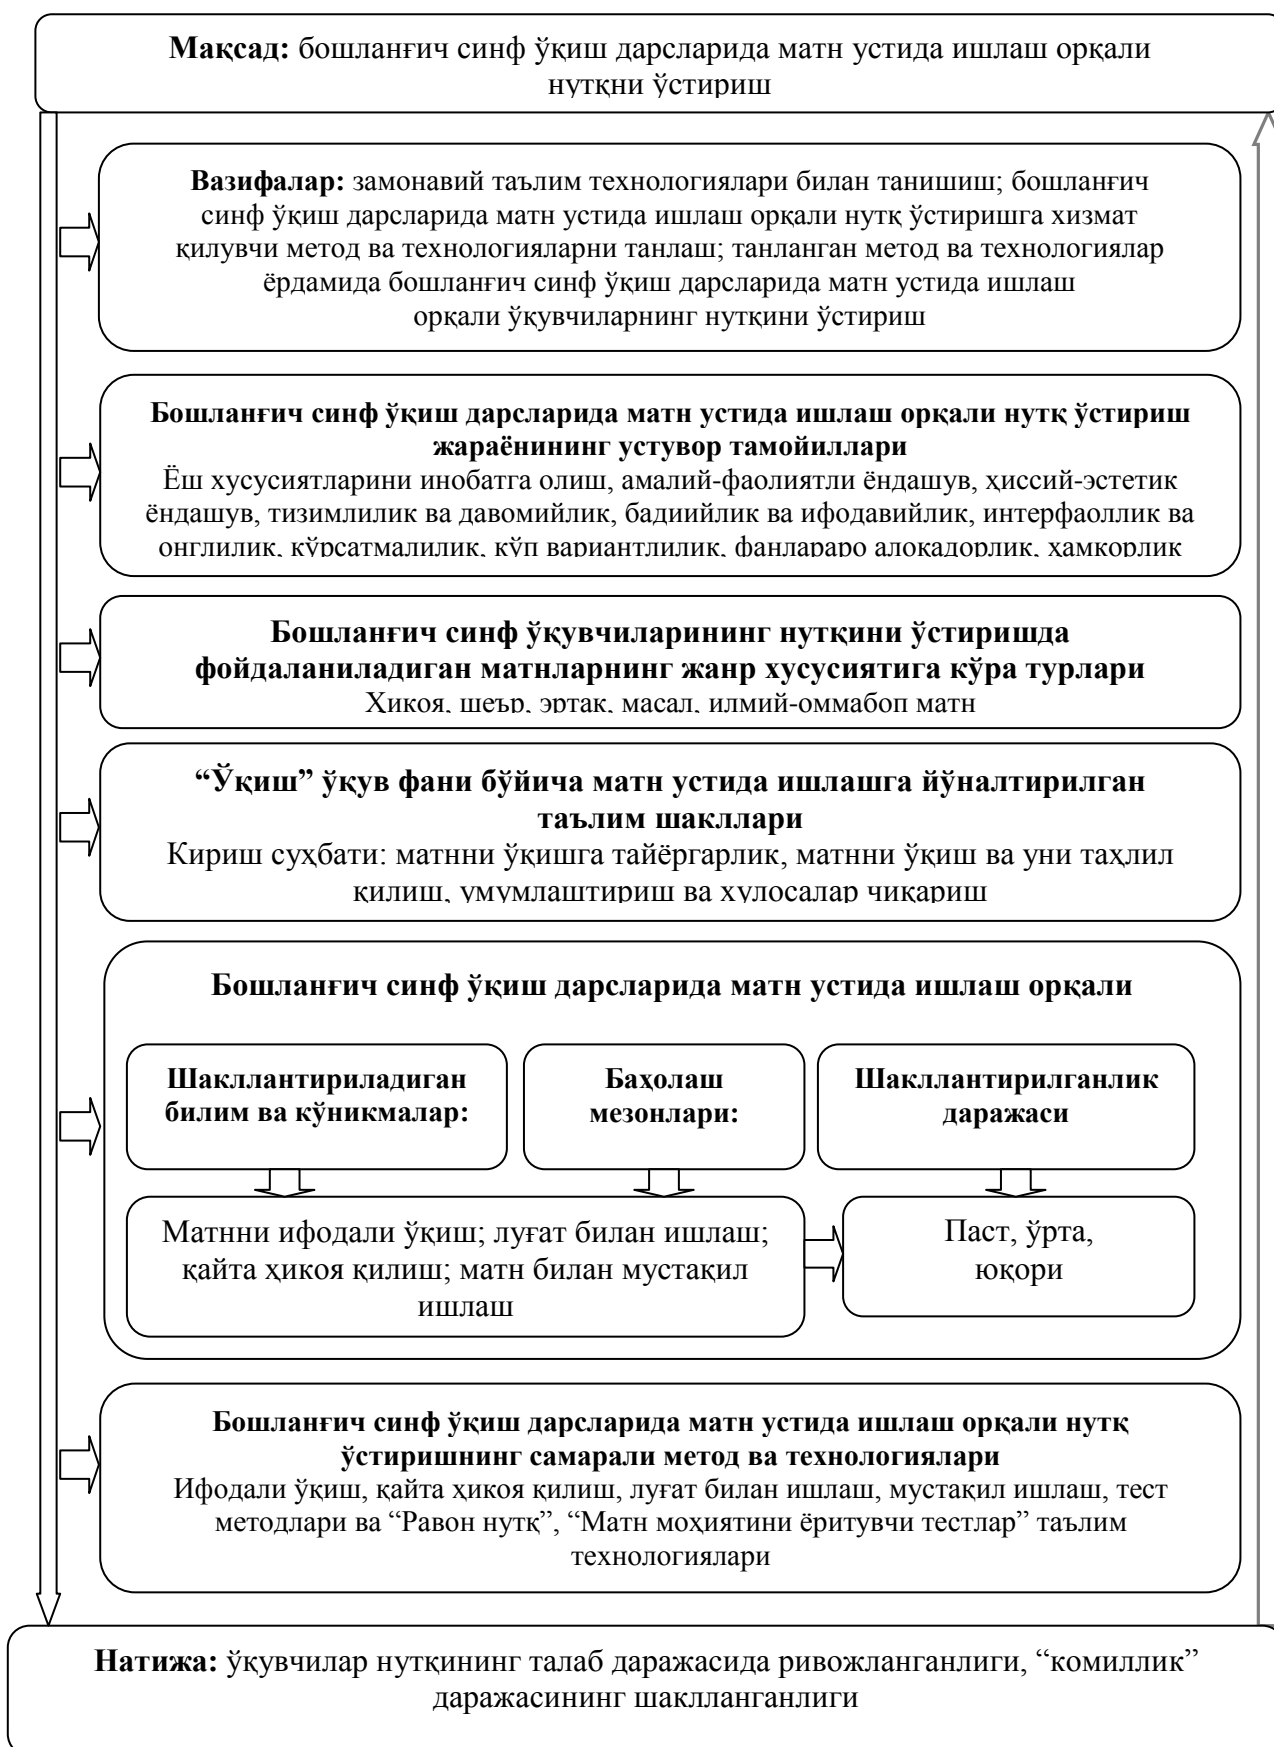 Мақсад: бошланғич синф ўқиш дарсларида матн устида ишлаш орқали
нутқни ўстириш
Вазифалар: замонавий таълим технологиялари билан танишиш; бошланғич
синф ўқиш дарсларида матн устида ишлаш орқали нутқ ўстиришга хизмат
қилувчи метод ва технологияларни танлаш; танланган метод ва технологиялар
ёрдамида бошланғич синф ўқиш дарсларида матн устида ишлаш
орқали ўқувчиларнинг нутқини ўстириш
Бошланғич синф ўқиш дарсларида матн устида ишлаш орқали нутқ ўстириш
жараёнининг устувор тамойиллари
Ёш хусусиятларини инобатга олиш, амалий-фаолиятли ёндашув, ҳиссий-эстетик
ёндашув, тизимлилик ва давомийлик, бадиийлик ва ифодавийлик, интерфаоллик ва
онглилик, кўрсатмалилик, кўп вариантлилик, фанлараро алоқадорлик, ҳамкорлик
Бошланғич синф ўқувчиларининг нутқини ўстиришда
фойдаланиладиган матнларнинг жанр хусусиятига кўра турлари
Ҳикоя, шеър, эртак, масал, илмий-оммабоп матн
“Ўқиш” ўқув фани бўйича матн устида ишлашга йўналтирилган
таълим шакллари
Кириш суҳбати: матнни ўқишга тайёргарлик, матнни ўқиш ва уни таҳлил
қилиш, умумлаштириш ва хулосалар чиқариш
Бошланғич синф ўқиш дарсларида матн устида ишлаш орқали
Шакллантириладиган
билим ва кўникмалар:
Баҳолаш
мезонлари:
Шакллантирилганлик
даражаси
Матнни ифодали ўқиш; луғат билан ишлаш;
қайта ҳикоя қилиш; матн билан мустақил
ишлаш
Паст, ўрта,
юқори
Бошланғич синф ўқиш дарсларида матн устида ишлаш орқали нутқ
ўстиришнинг самарали метод ва технологиялари
Ифодали ўқиш, қайта ҳикоя қилиш, луғат билан ишлаш, мустақил ишлаш, тест
методлари ва “Равон нутқ”, “Матн моҳиятини ёритувчи тестлар” таълим
технологиялари
Натижа: ўқувчилар нутқининг талаб даражасида ривожланганлиги, “комиллик”
даражасининг шаклланганлиги